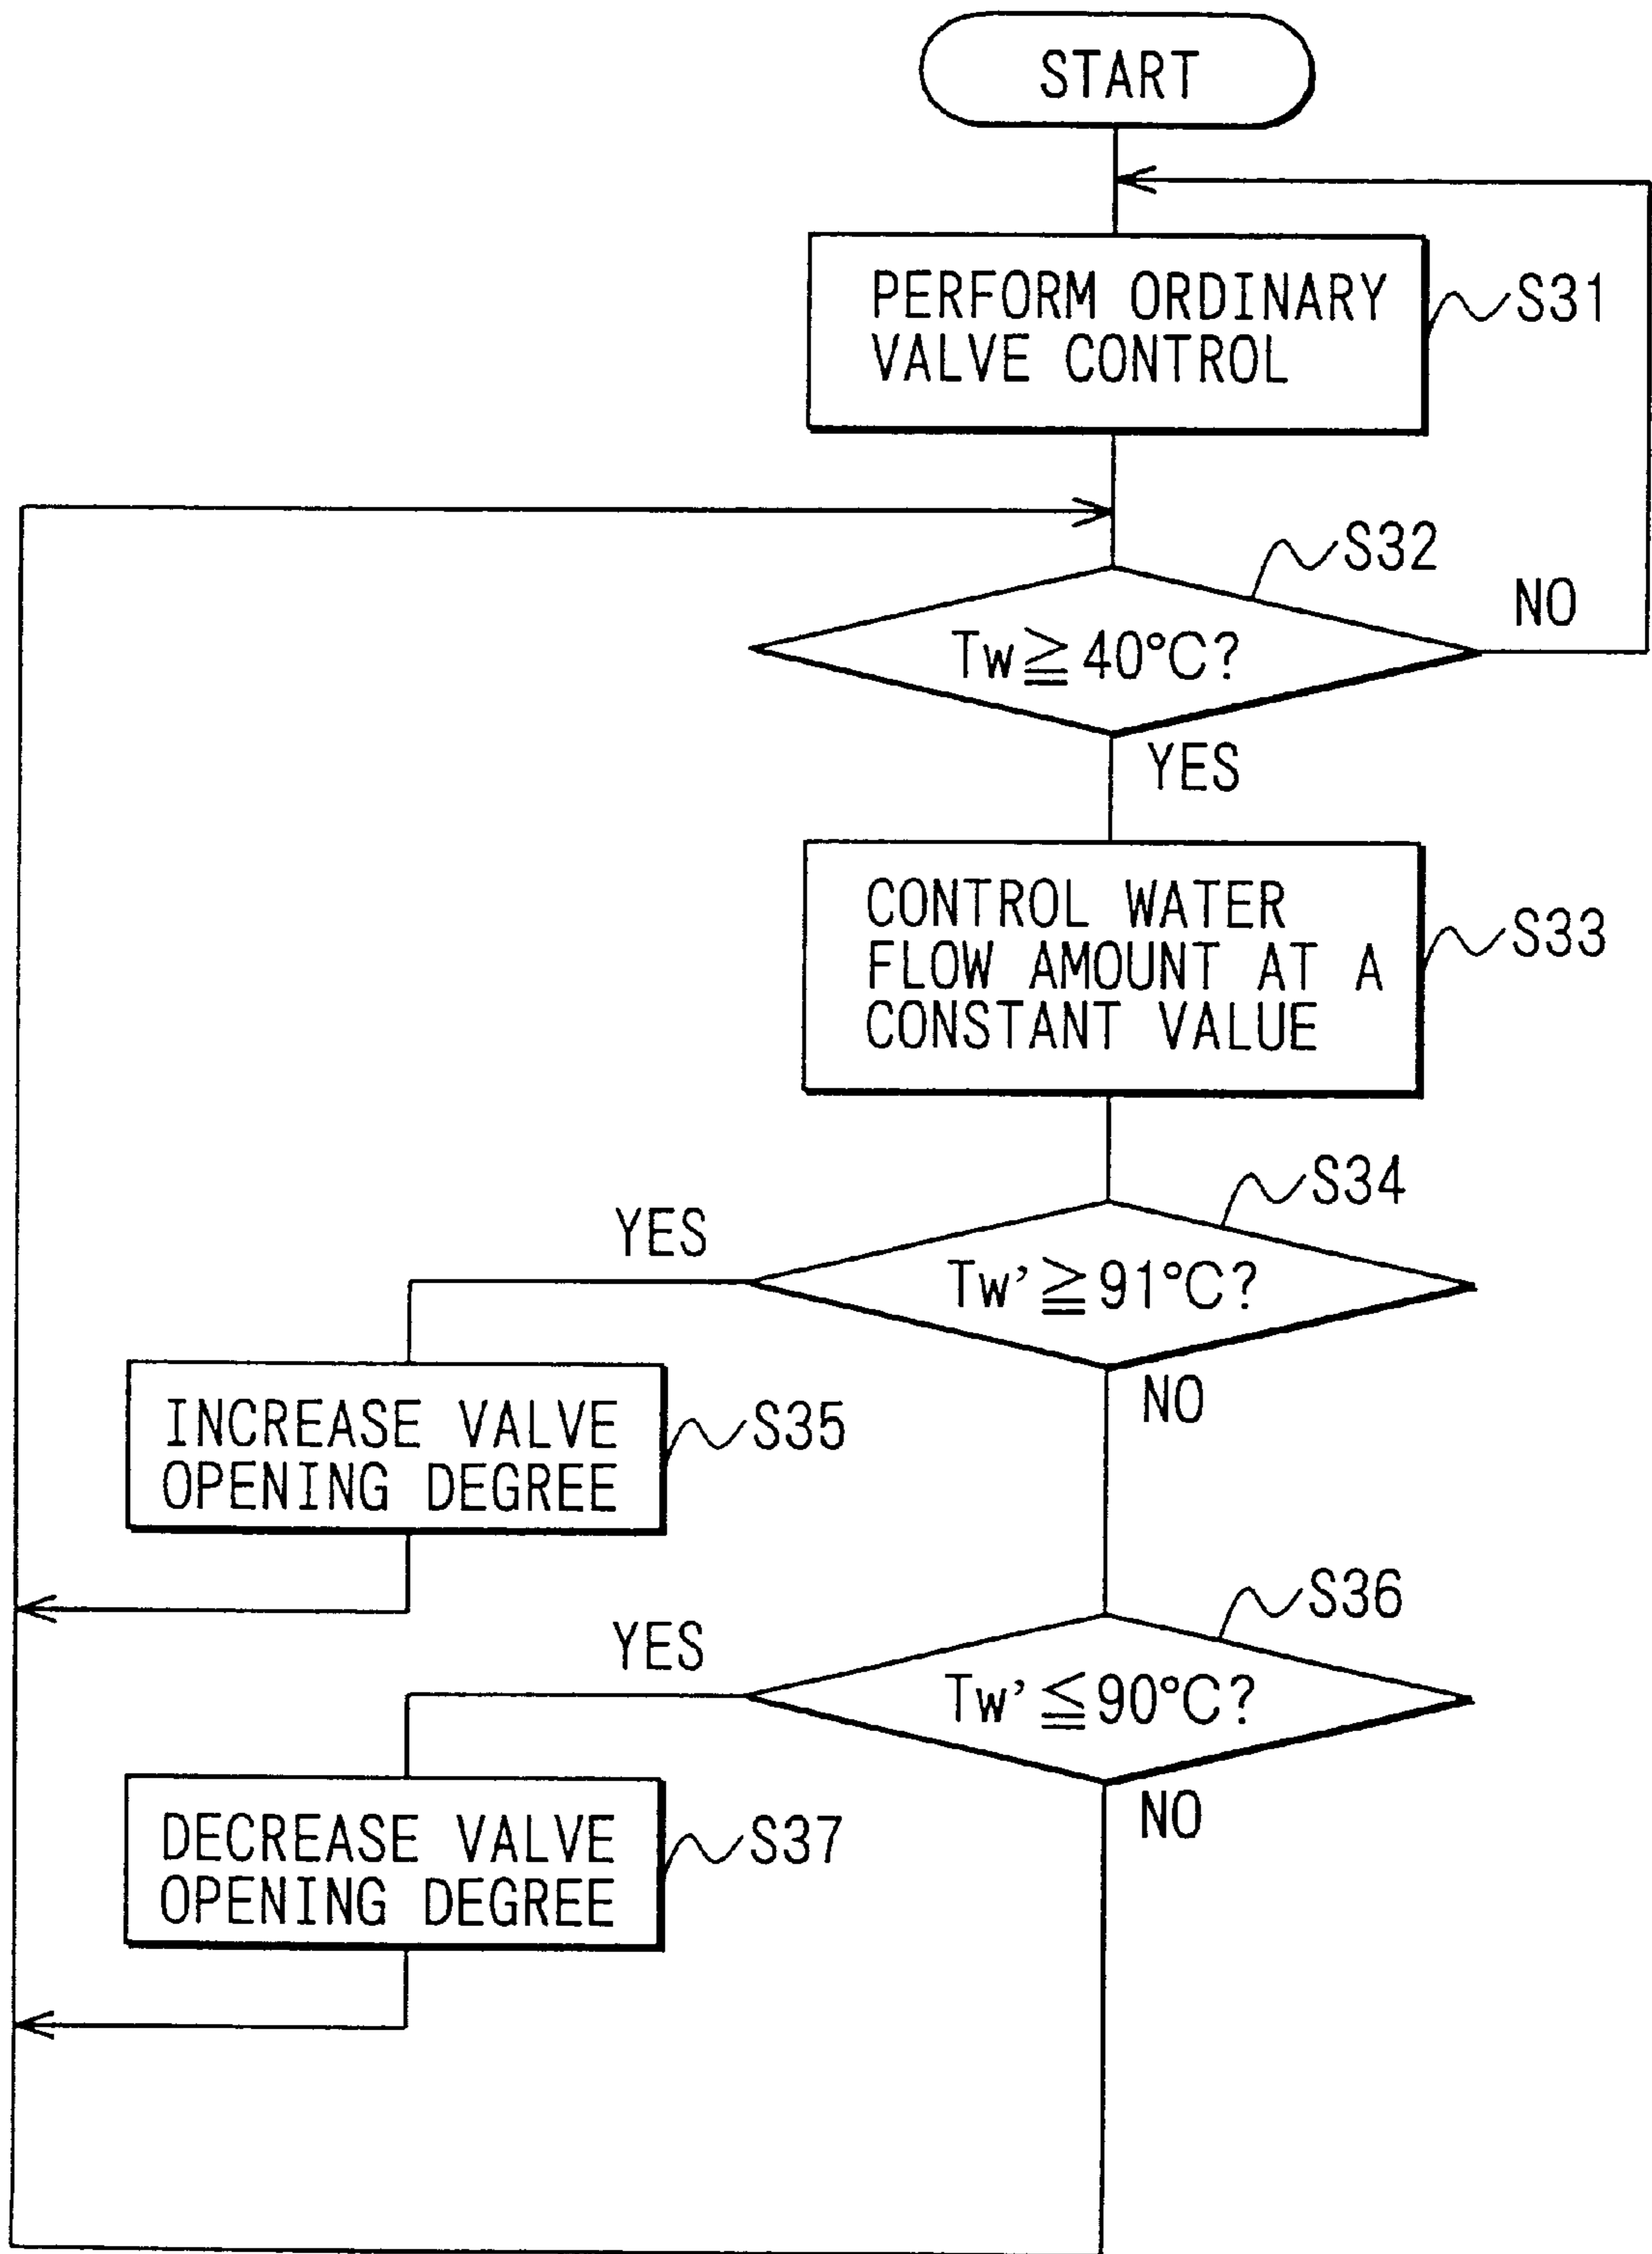 START
PERFORM ORDINARY
VALVE CONTROL
S31
S32
NO
Tw≧40°C?
YES
CONTROL WATER
FLOW AMOUNT AT A
CONSTANT VALUE
S33
S34
YES
Tw'≧91°C?
NO
INCREASE VALVE
OPENING DEGREE
S35
S36
YES
Tw'≦90°C?
NO
DECREASE VALVE
OPENING DEGREE
S37